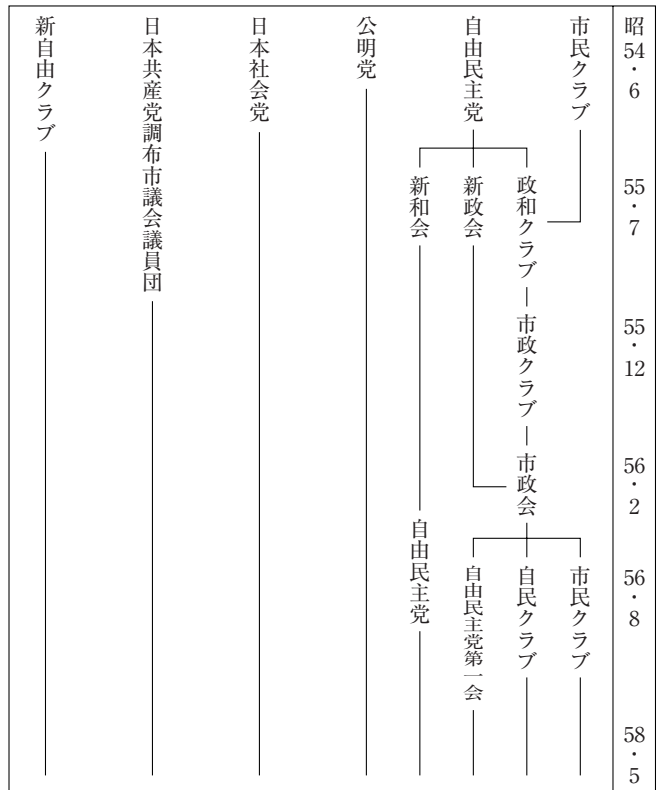 昭54・6
55・7
55・12
56・2
56・8
58・5
市民クラブ
市民クラブ
自由民主党
政和クラブ
市政クラブ
市政会
自民クラブ
新政会
自由民主党第一会
新和会
自由民主党
公明党
日本社会党
日本共産党調布市議会議員団
新自由クラブ